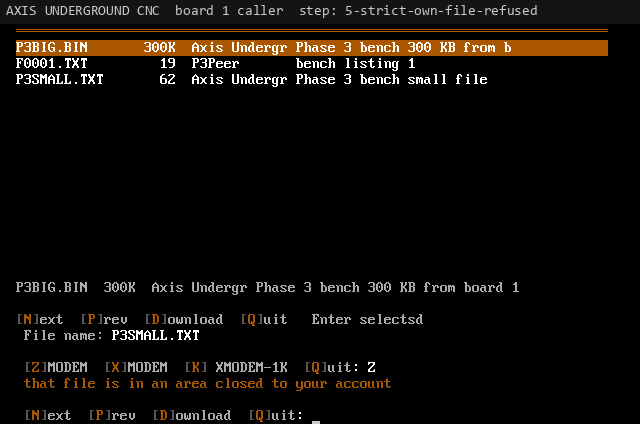 AXIS UNDERGROUND CNC  board 1 caller  step: 5-strict-own-file-refused
P3BIG.BIN       300K  Axis Undergr Phase 3 bench 300 KB from b
F0001.TXT         19  P3Peer       bench listing 1
P3SMALL.TXT       62  Axis Undergr Phase 3 bench small file
P3BIG.BIN  300K  Axis Undergr Phase 3 bench 300 KB from board 1
[N]ext  [P]rev  [D]ownload  [Q]uit   Enter selectsd
File name: P3SMALL.TXT
[Z]MODEM  [X]MODEM  [K] XMODEM-1K  [Q]uit: Z
that file is in an area closed to your account
[N]ext  [P]rev  [D]ownload  [Q]uit: _